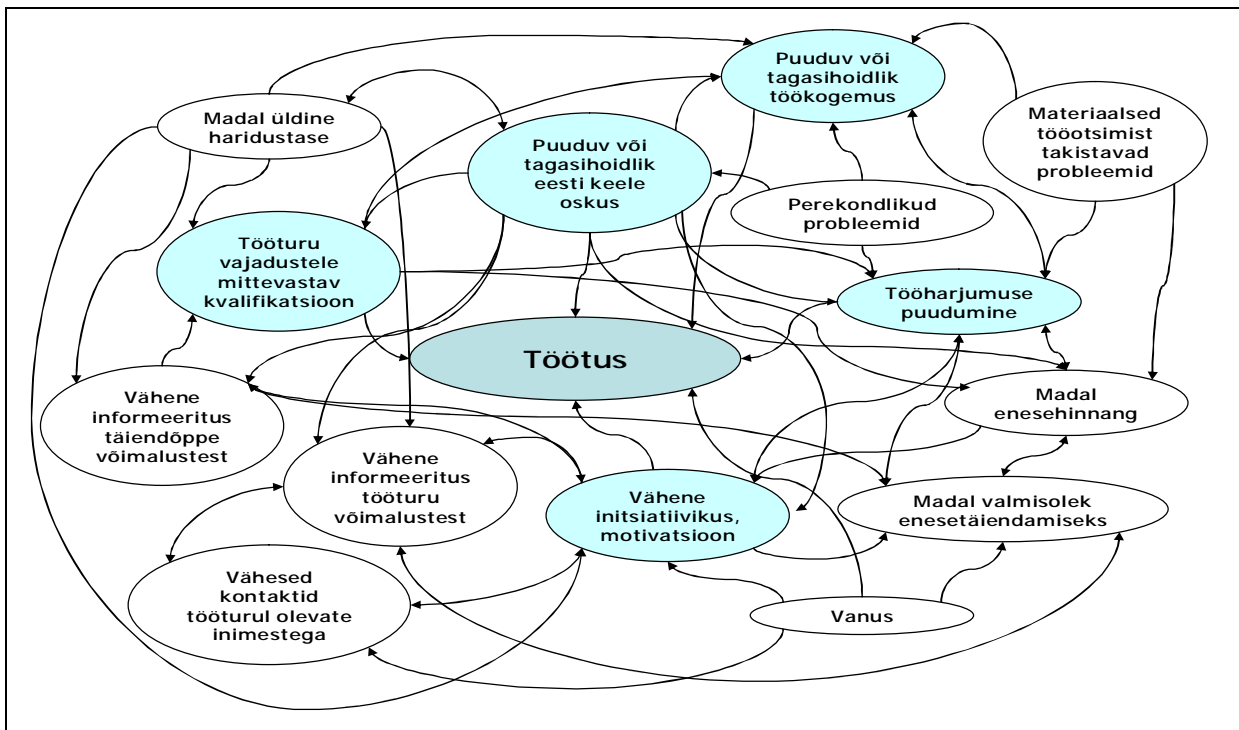 Puuduv või
tagasihoidlik
töökogemus
Madal üldine
haridustase
Materiaalsed
tööotsimist
takistavad
probleemid
Puuduv või
tagasihoidlik
eesti keele
oskus
Perekondlikud
probleemid
Tööturu
vajadustele
mittevastav
kvalifikatsioon
Tööharjumuse
puudumine
Töötus
Vähene
informeeritus
täiendõppe
võimalustest
Madal
enesehinnang
Vähene
informeeritus
tööturu
võimalustest
Vähene
initsiatiivikus,
motivatsioon
Madal valmisolek
enesetäiendamiseks
Vähesed
kontaktid
tööturul olevate
inimestega
Vanus